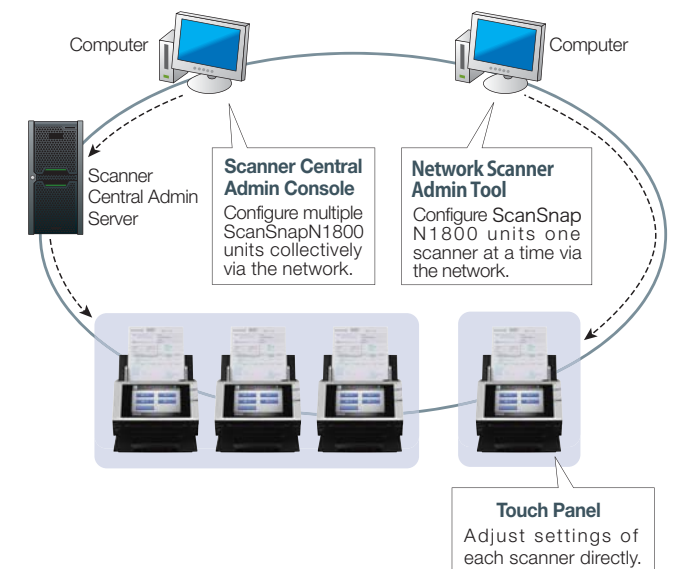 Computer
Computer
Scanner
Central Admin
Server
Scanner Central
Admin Console
Configure multiple
ScanSnapN1800
units collectively
via the network.
Network Scanner
Admin Tool
Configure ScanSnap
N1800 units one
scanner at a time via
the network.
Touch Panel
Adjust settings of
each scanner directly.